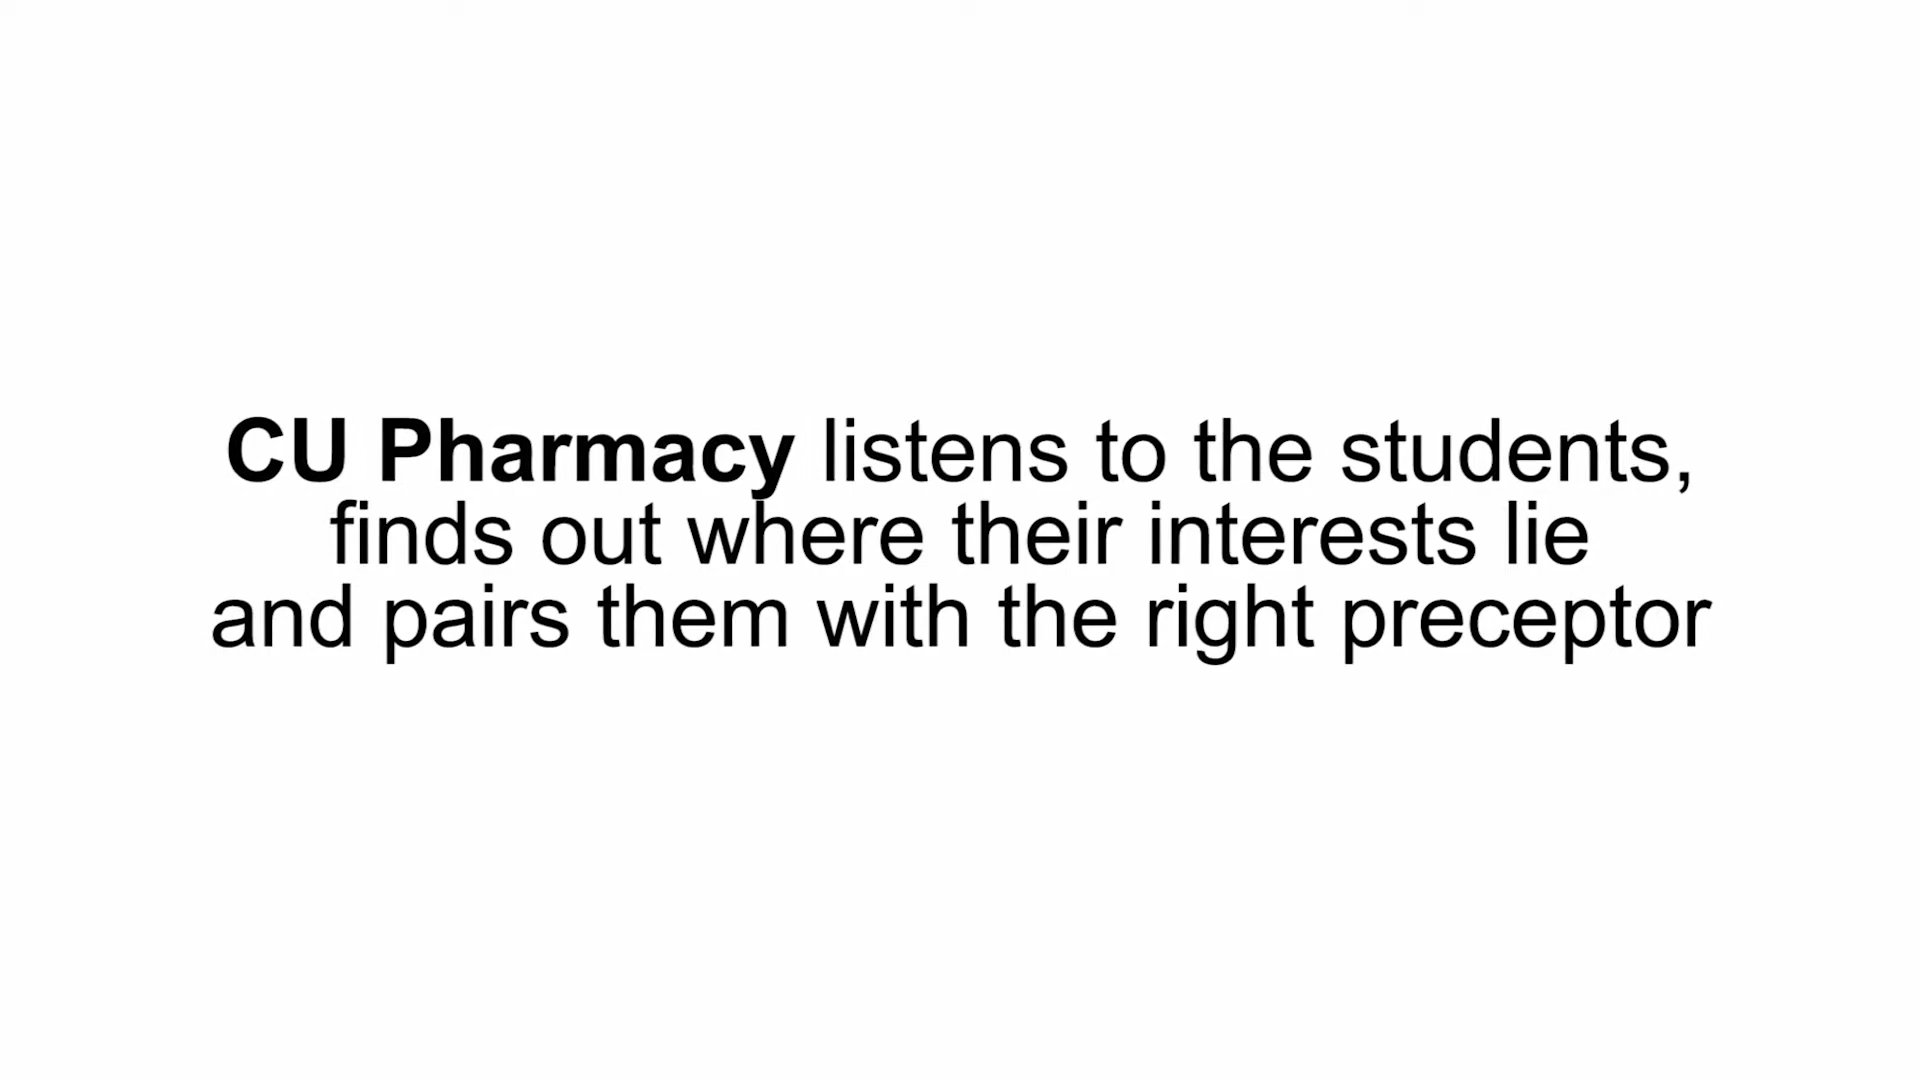 CU Pharmacy listens to the students,
finds out where their interests lie
and pairs them with the right preceptor